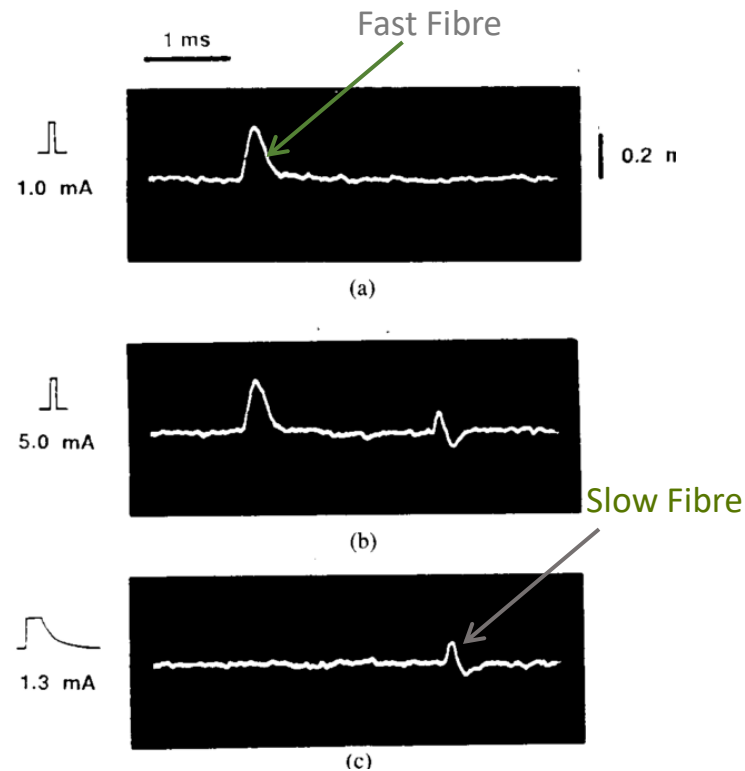 Fast Fibre
1 ms
1.0 mA
0.2 n
(a)
5.0 mA
(b)
Slow Fibre
1.3 mA
(c)